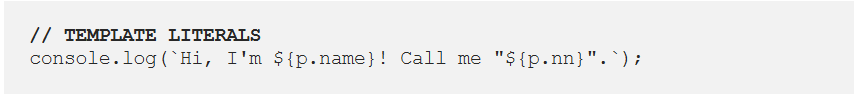 // TEMPLATE LITERALS
console.log(`Hi, I'm ${p.name}! Call me "${p.nn}".`);